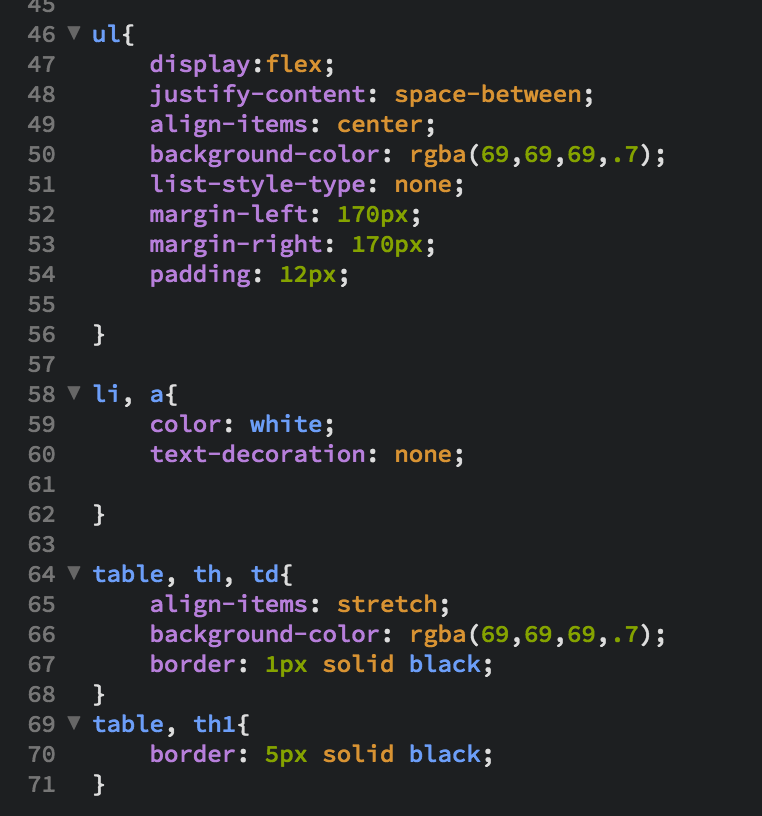 45
46 ▼ ul{
47 display:flex;
48 justify-content: space-between;
49 align-items: center;
50 background-color: rgba(69,69,69,.7);
51 list-style-type: none;
52 margin-left: 170px;
53 margin-right: 170px;
54 padding: 12px;
55
56 }
57
58 ▼ li, a{
59 color: white;
60 text-decoration: none;
61
62 }
63
64 ▼ table, th, td{
65 align-items: stretch;
66 background-color: rgba(69,69,69,.7);
67 border: 1px solid black;
68 }
69 ▼ table, th1{
70 border: 5px solid black;
71 }